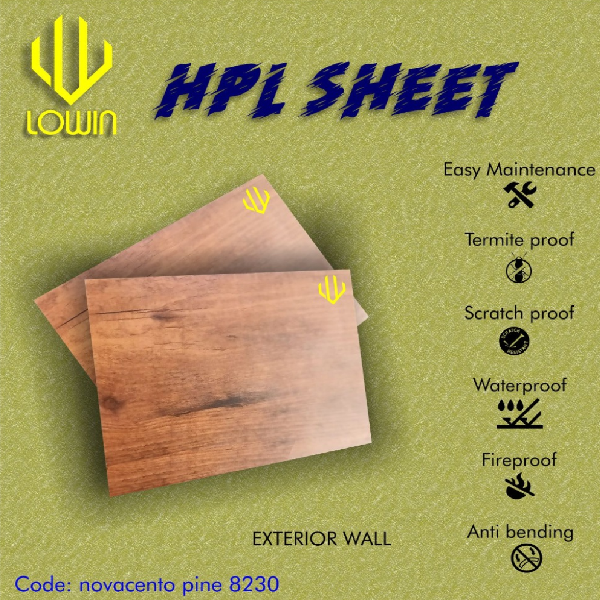 LOWIN
HPL SHEET
Easy Maintenance
Termite proof
Scratch proof
Waterproof
Fireproof
Anti bending
EXTERIOR WALL
Code: novacento pine 8230